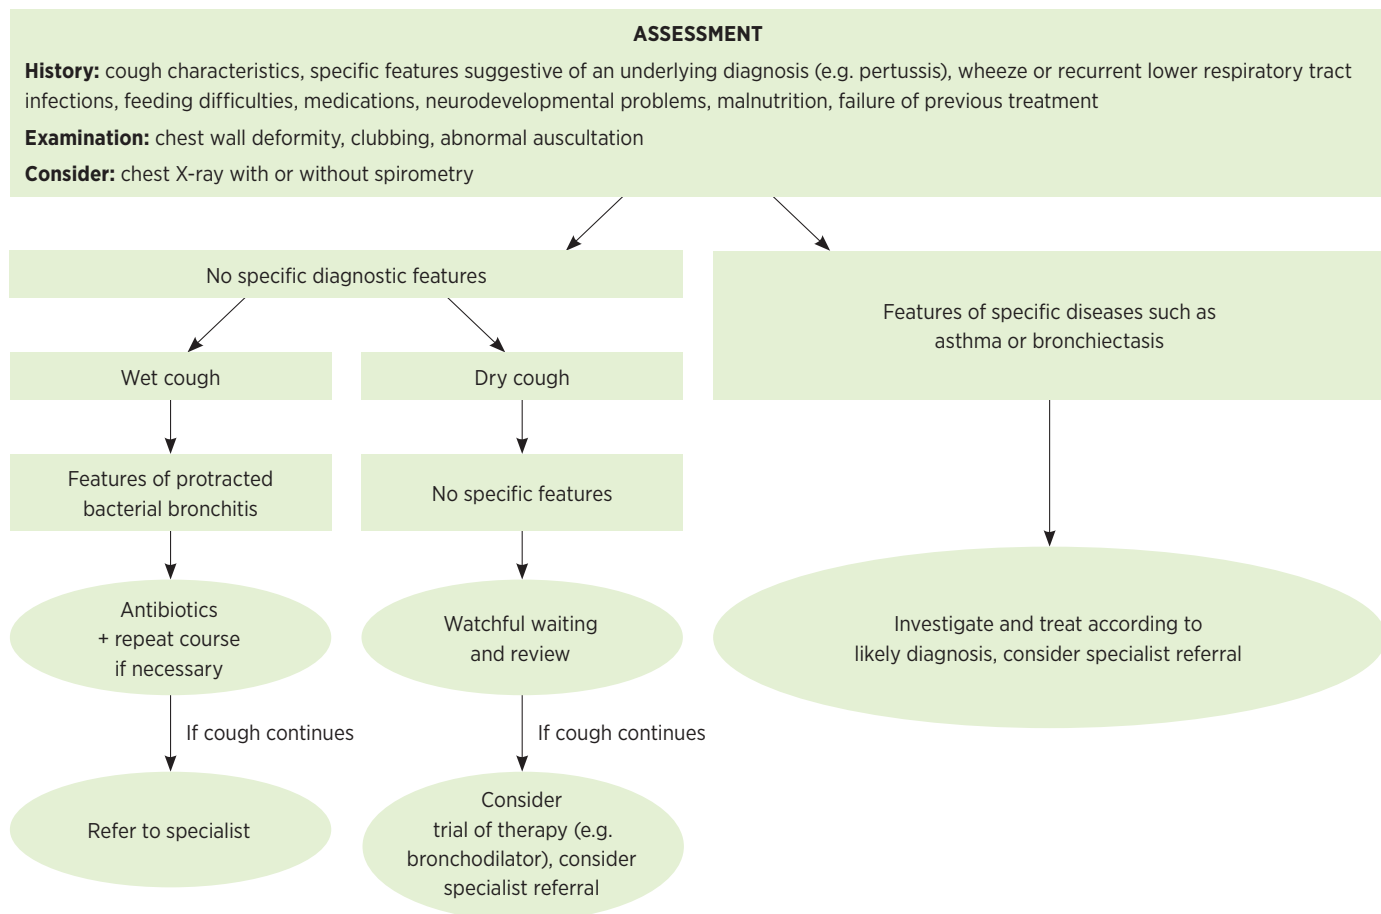 ASSESSMENT
History: cough characteristics, specific features suggestive of an underlying diagnosis (e.g. pertussis), wheeze or recurrent lower respiratory tract
infections, feeding difficulties, medications, neurodevelopmental problems, malnutrition, failure of previous treatment
Examination: chest wall deformity, clubbing, abnormal auscultation
Consider: chest X-ray with or without spirometry
No specific diagnostic features
Features of specific diseases such as
asthma or bronchiectasis
Wet cough
Dry cough
Features of protracted
bacterial bronchitis
No specific features
Antibiotics
+ repeat course
if necessary
Watchful waiting
and review
Investigate and treat according to
likely diagnosis, consider specialist referral
If cough continues
If cough continues
Refer to specialist
Consider
trial of therapy (e.g.
bronchodilator), consider
specialist referral